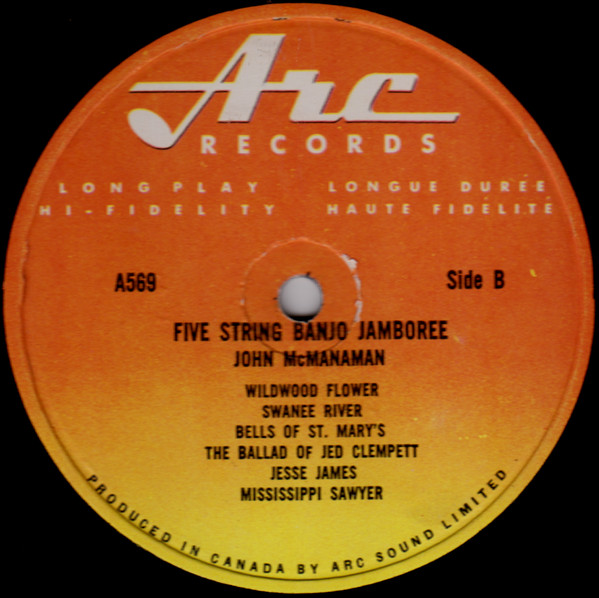 Arc
RECORDS
LONG PLAY LONGUE DUREE
HI-FIDELITY HAUTE FIDELITE
A569 Side B
FIVE STRING BANJO JAMBOREE
JOHN McMANAMAN
WILDWOOD FLOWER
SWANEE RIVER
BELLS OF ST. MARY'S
THE BALLAD OF JED CLEMPETT
JESSE JAMES
MISSISSIPPI SAWYER
PRODUCED IN CANADA BY ARC SOUND LIMITED